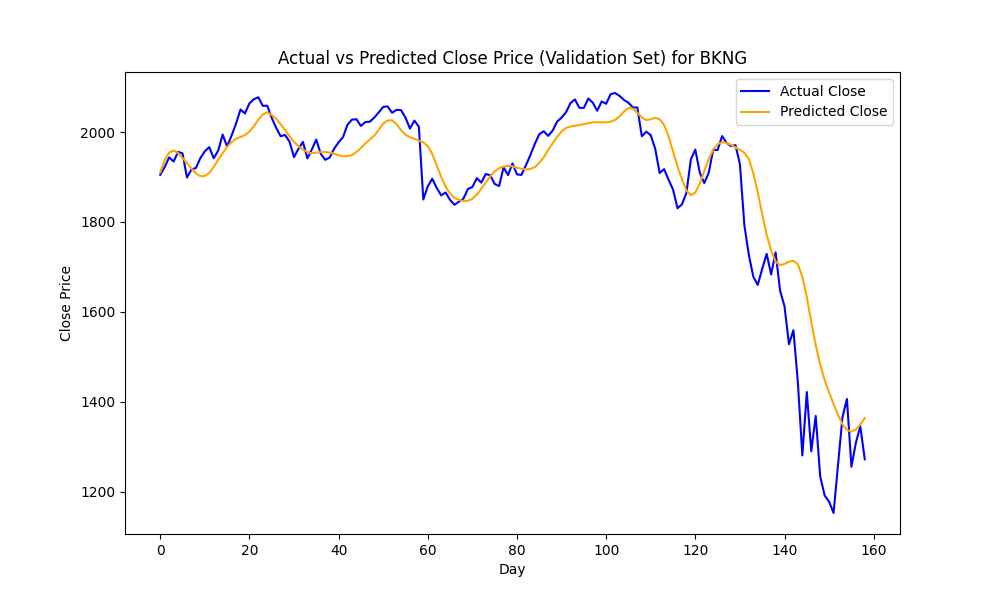 Actual vs Predicted Close Price (Validation Set) for BKNG
Actual Close
Predicted Close
Close Price
2000
1800
1600
1400
1200
0 20 40 60 80 100 120 140 160
Day